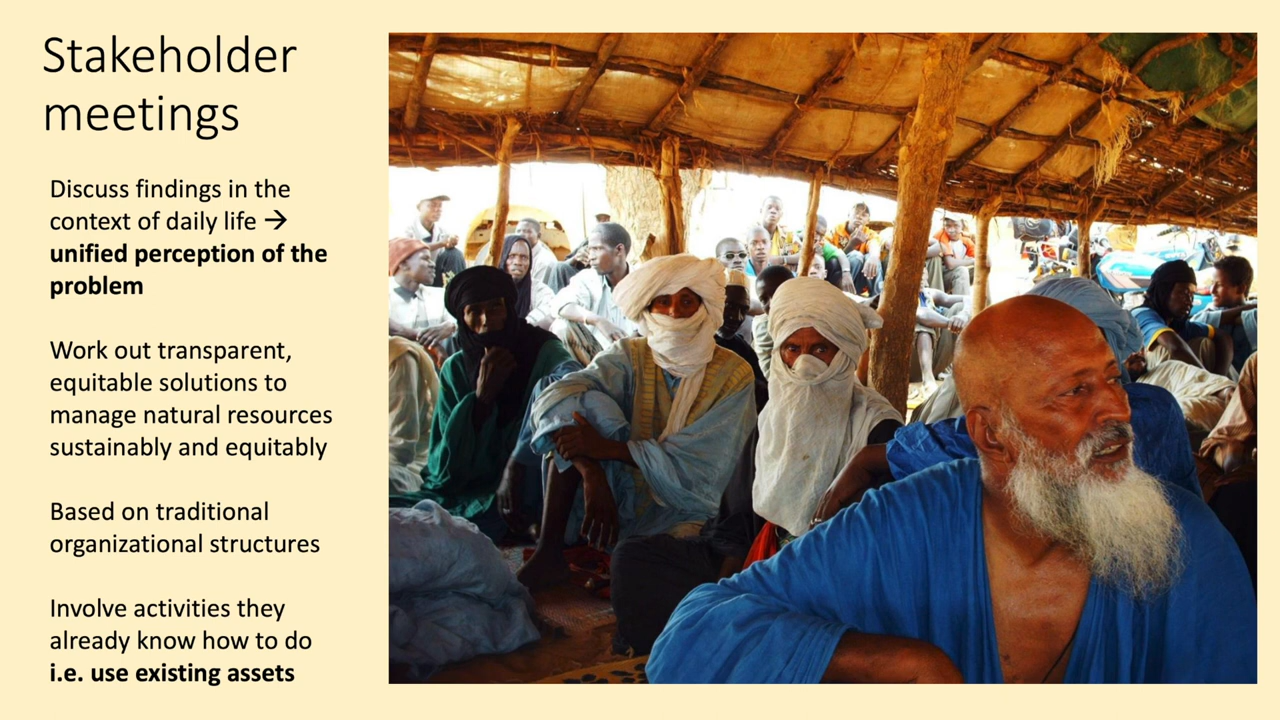 Stakeholder
meetings
Discuss findings in the
context of daily life →
unified perception of the
problem
Work out transparent,
equitable solutions to
manage natural resources
sustainably and equitably
Based on traditional
organizational structures
Involve activities they
already know how to do
i.e. use existing assets